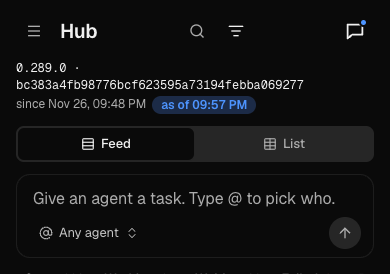 Hub
0.289.0 ·
bc383a4fb98776bcf623595a73194febba069277
since Nov 26, 09:48 PM as of 09:57 PM
Feed
List
Give an agent a task. Type @ to pick who.
@ Any agent